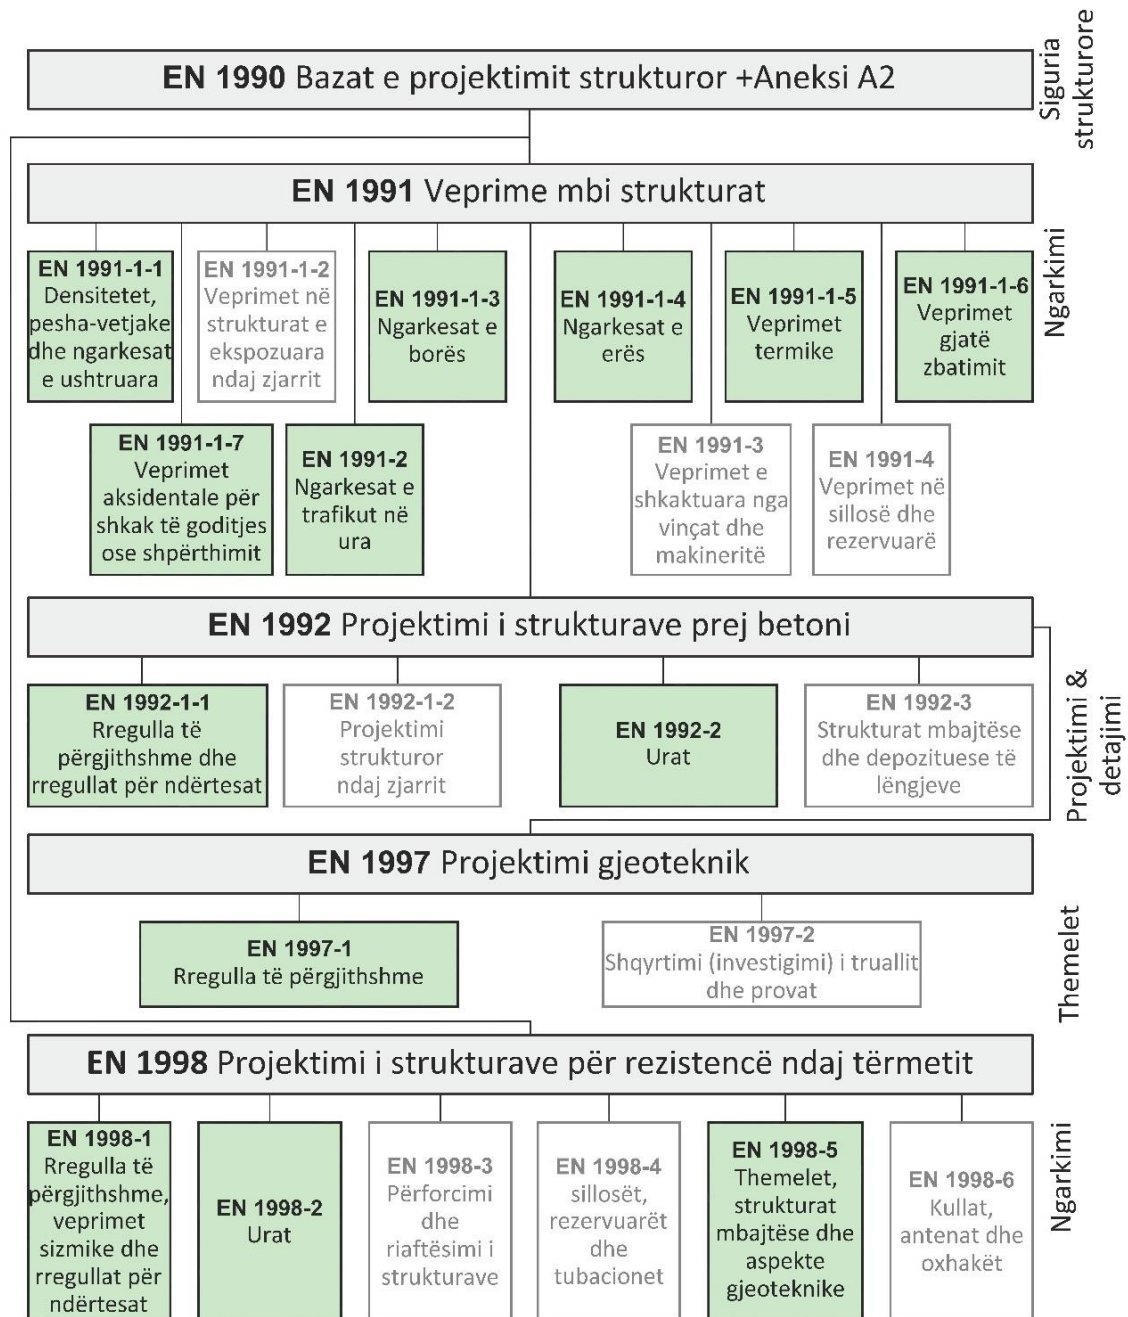 EN 1990 Bazat e projektimit strukturor +Aneksi A2
Siguria
strukturore
EN 1991 Veprime mbi strukturat
Ngarkimi
EN 1991-1-1
Densitetet,
pesha-vetjake
dhe ngarkesat
e ushtruara
EN 1991-1-2
Veprimet në
strukturat e
ekspozuara
ndaj zjarrit
EN 1991-1-3
Ngarkesat e
borës
EN 1991-1-4
Ngarkesat e
erës
EN 1991-1-5
Veprimet
termike
EN 1991-1-6
Veprimet
gjatë
zbatimit
EN 1991-1-7
Veprimet
aksidentale për
shkak të goditjes
ose shpërthimit
EN 1991-2
Ngarkesat e
trafikut në
ura
EN 1991-3
Veprimet e
shkaktuara nga
vinçat dhe
makineritë
EN 1991-4
Veprimet në
sillosë dhe
rezervuarë
EN 1992 Projektimi i strukturave prej betoni
Projektimi &
detajimi
EN 1992-1-1
Rregulla të
përgjithshme dhe
rregullat për ndërtesat
EN 1992-1-2
Projektimi
strukturor
ndaj zjarrit
EN 1992-2
Urat
EN 1992-3
Strukturat mbajtëse
dhe depozituese të
lëngjeve
EN 1997 Projektimi gjeoteknik
Themelet
EN 1997-1
Rregulla të përgjithshme
EN 1997-2
Shqyrtimi (investigimi) i truallit
dhe provat
EN 1998 Projektimi i strukturave për rezistencë ndaj tërmetit
Ngarkimi
EN 1998-1
Rregulla të
përgjithshme,
veprimet
sizmike dhe
rregullat për
ndërtesat
EN 1998-2
Urat
EN 1998-3
Përforcimi
dhe
riaftësimi i
strukturave
EN 1998-4
sillosët,
rezervuarët
dhe
tubacionet
EN 1998-5
Themelet,
strukturat
mbajtëse dhe
aspekte
gjeoteknike
EN 1998-6
Kullat,
antenat dhe
oxhakët